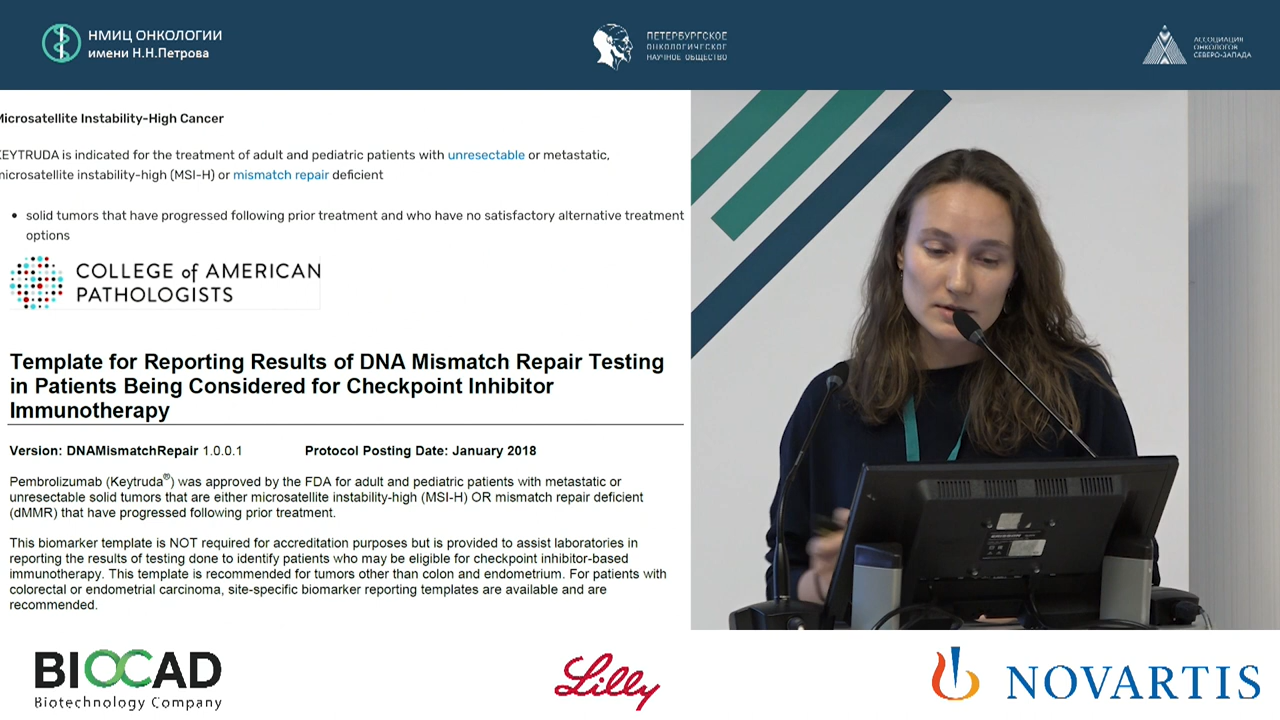 НМИЦ ОНКОЛОГИИ
имени Н.Н.Петрова
ПЕТЕРБУРГСКОЕ
ОНКОЛОГИЧЕСКОЕ
НАУЧНОЕ ОБЩЕСТВО
АССОЦИАЦИЯ
ОНКОЛОГОВ
СЕВЕРО-ЗАПАДА
Microsatellite Instability-High Cancer
KEYTRUDA is indicated for the treatment of adult and pediatric patients with unresectable or metastatic,
microsatellite instability-high (MSI-H) or mismatch repair deficient
• solid tumors that have progressed following prior treatment and who have no satisfactory alternative treatment
options
COLLEGE of AMERICAN
PATHOLOGISTS
Template for Reporting Results of DNA Mismatch Repair Testing
in Patients Being Considered for Checkpoint Inhibitor
Immunotherapy
Version: DNAMismatchRepair 1.0.0.1 Protocol Posting Date: January 2018
Pembrolizumab (Keytruda®) was approved by the FDA for adult and pediatric patients with metastatic or
unresectable solid tumors that are either microsatellite instability-high (MSI-H) OR mismatch repair deficient
(dMMR) that have progressed following prior treatment.
This biomarker template is NOT required for accreditation purposes but is provided to assist laboratories in
reporting the results of testing done to identify patients who may be eligible for checkpoint inhibitor-based
immunotherapy. This template is recommended for tumors other than colon and endometrium. For patients with
colorectal or endometrial carcinoma, site-specific biomarker reporting templates are available and are
recommended.
BIOCAD
Biotechnology Company
Lilly
NOVARTIS